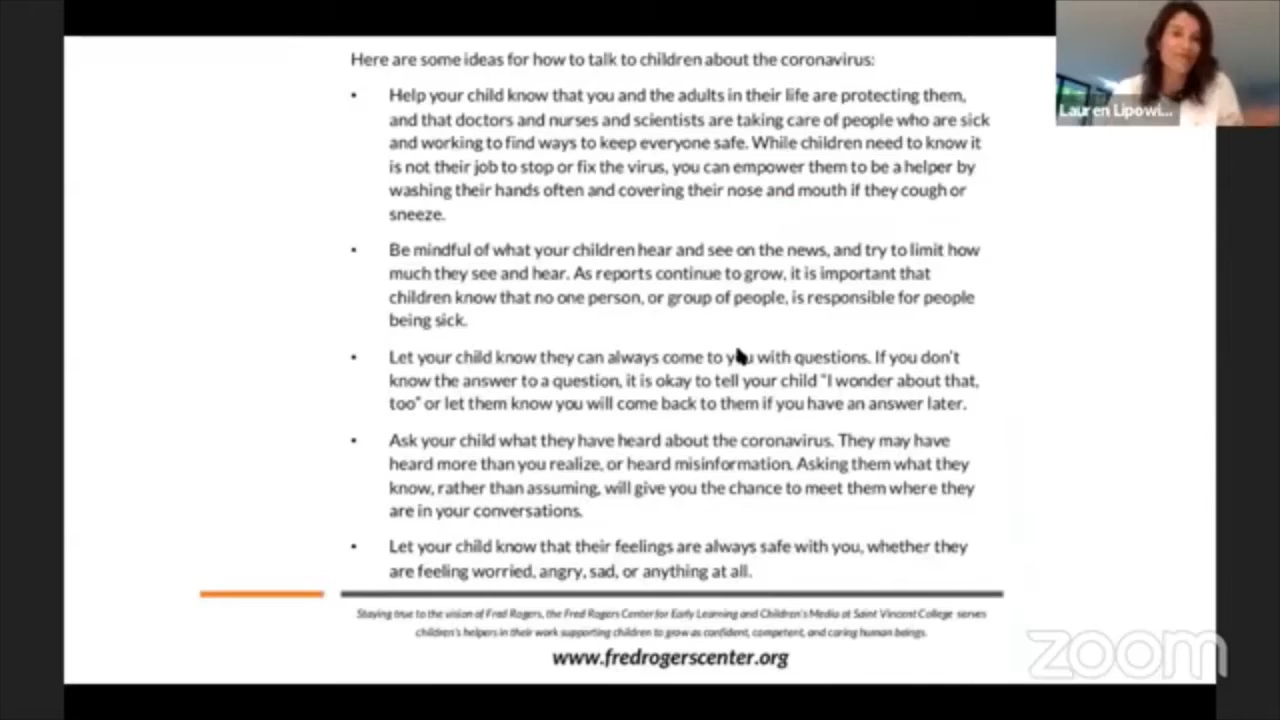 Here are some ideas for how to talk to children about the coronavirus:
• Help your child know that you and the adults in their life are protecting them,
and that doctors and nurses and scientists are taking care of people who are sick
and working to find ways to keep everyone safe. While children need to know it
is not their job to stop or fix the virus, you can empower them to be a helper by
washing their hands often and covering their nose and mouth if they cough or
sneeze.
• Be mindful of what your children hear and see on the news, and try to limit how
much they see and hear. As reports continue to grow, it is important that
children know that no one person, or group of people, is responsible for people
being sick.
• Let your child know they can always come to you with questions. If you don't
know the answer to a question, it is okay to tell your child "I wonder about that,
too" or let them know you will come back to them if you have an answer later.
• Ask your child what they have heard about the coronavirus. They may have
heard more than you realize, or heard misinformation. Asking them what they
know, rather than assuming, will give you the chance to meet them where they
are in your conversations.
• Let your child know that their feelings are always safe with you, whether they
are feeling worried, angry, sad, or anything at all.
Staying true to the vision of Fred Rogers, the Fred Rogers Center for Early Learning and Children's Media at Saint Vincent College serves
children's helpers in their work supporting children to grow as confident, competent, and caring human beings.
www.fredrogerscenter.org
Lauren Lipowi...
zoom